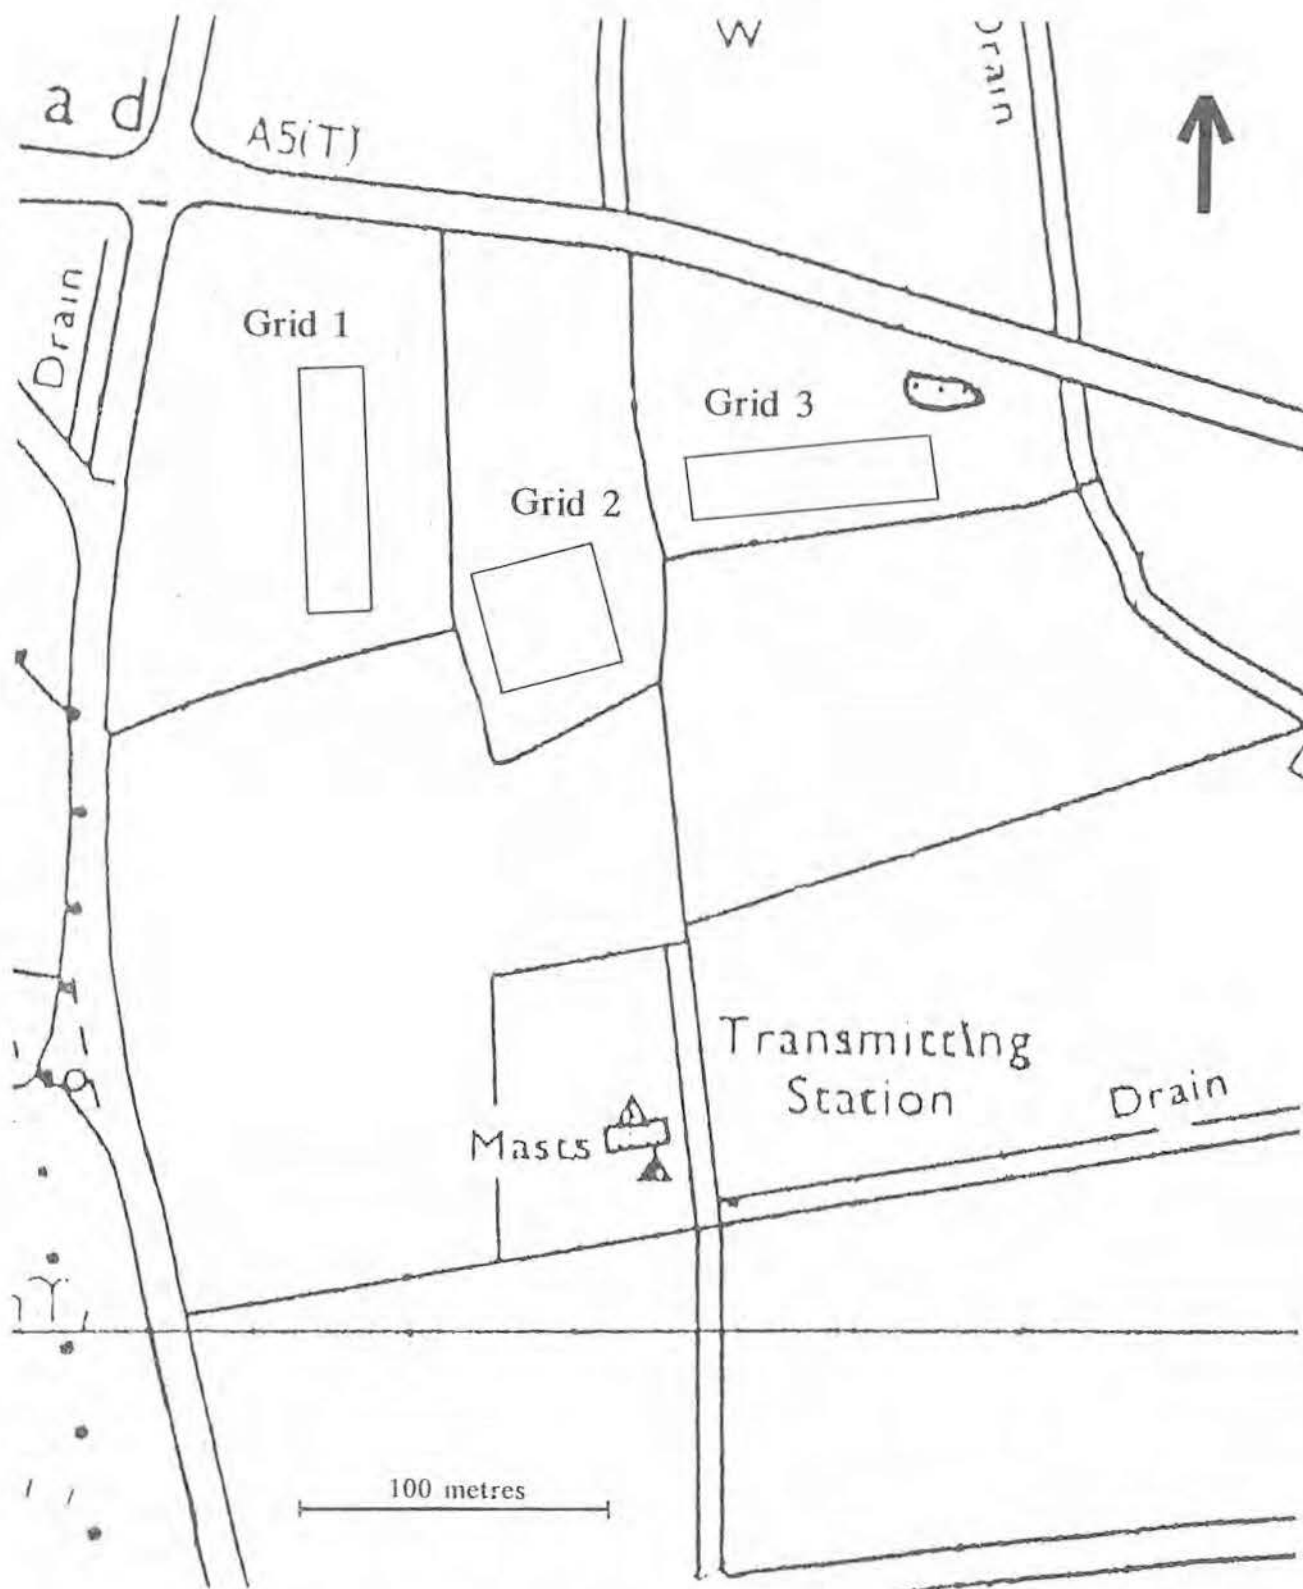 W
Drain
a d
A5(T)
Drain
Grid 1
Grid 3
Grid 2
Transmitting
Station
Drain
Masts
100 metres